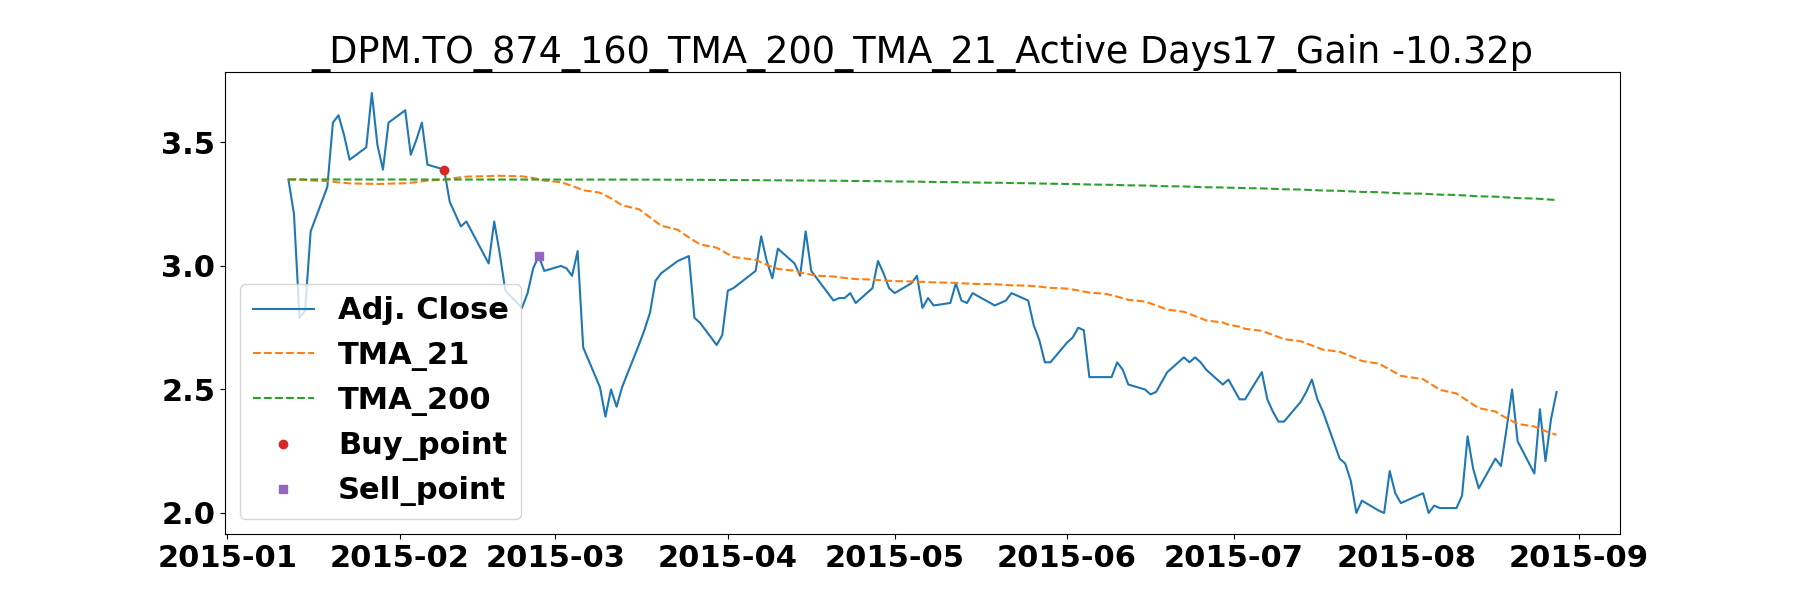 _DPM.TO_874_160_TMA_200_TMA_21_Active Days17_Gain -10.32p
3.5
3.0
2.5
2.0
Adj. Close
TMA_21
TMA_200
Buy_point
Sell_point
2015-01 2015-02 2015-03 2015-04 2015-05 2015-06 2015-07 2015-08 2015-09